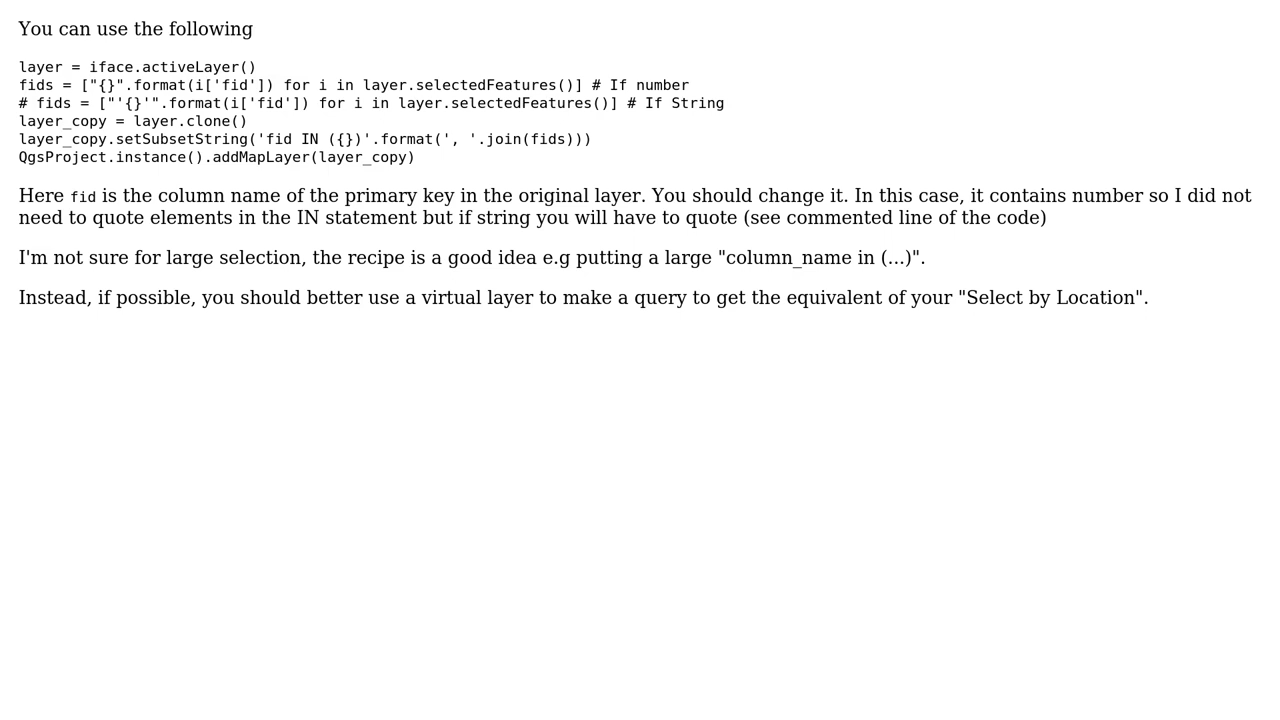 You can use the following
layer = iface.activeLayer()
fids = ["{}".format(i['fid']) for i in layer.selectedFeatures()] # If number
# fids = ["'{}'".format(i['fid']) for i in layer.selectedFeatures()] # If String
layer_copy = layer.clone()
layer_copy.setSubsetString('fid IN ({})'.format(', '.join(fids)))
QgsProject.instance().addMapLayer(layer_copy)
Here fid is the column name of the primary key in the original layer. You should change it. In this case, it contains number so I did not
need to quote elements in the IN statement but if string you will have to quote (see commented line of the code)
I'm not sure for large selection, the recipe is a good idea e.g putting a large "column_name in (...)".
Instead, if possible, you should better use a virtual layer to make a query to get the equivalent of your "Select by Location".